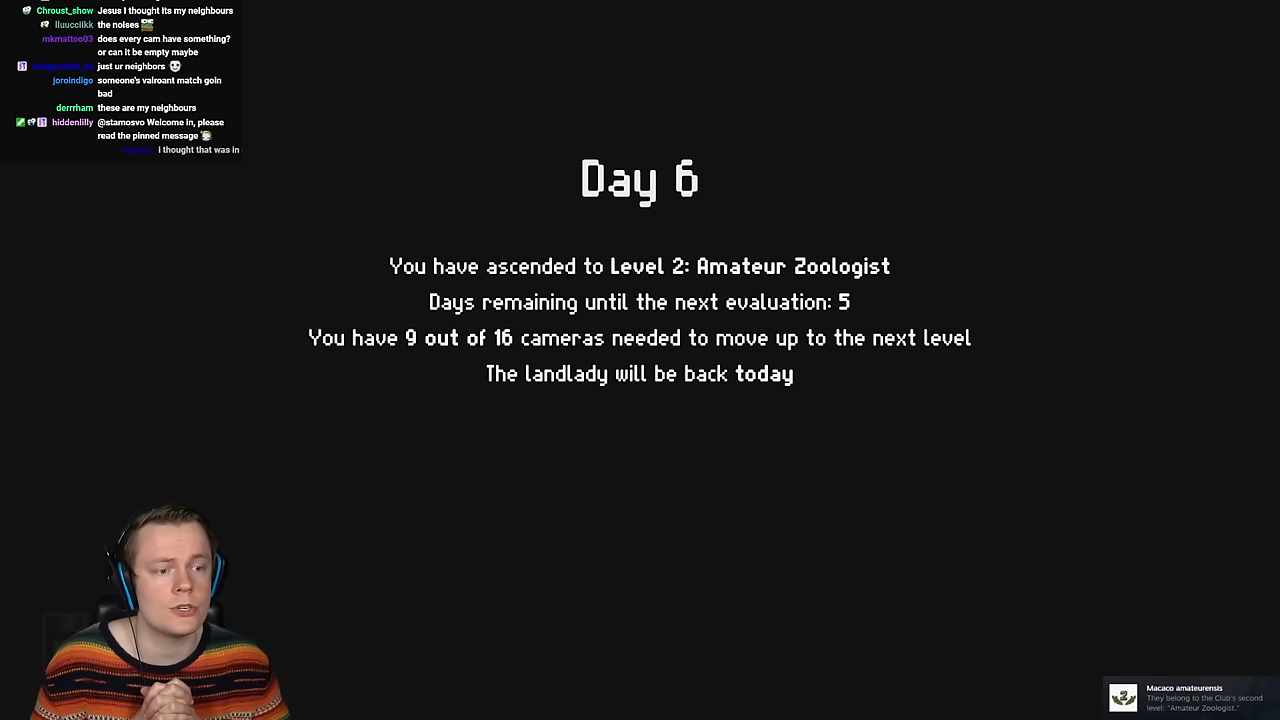 Chroust_show Jesus I thought its my neighbours
lluucciikk the noises
mkmattoo03 does every cam have something?
or can it be empty maybe
just ur neighbors
joroindigo someone's valroant match goin
bad
derrrham these are my neighbours
hiddenlilly @stamosvo Welcome in, please
read the pinned message
I thought that was in
Day 6
You have ascended to Level 2: Amateur Zoologist
Days remaining until the next evaluation: 5
You have 9 out of 16 cameras needed to move up to the next level
The landlady will be back today
2
Macaco amateurensis
They belong to the Club's second
level: "Amateur Zoologist."